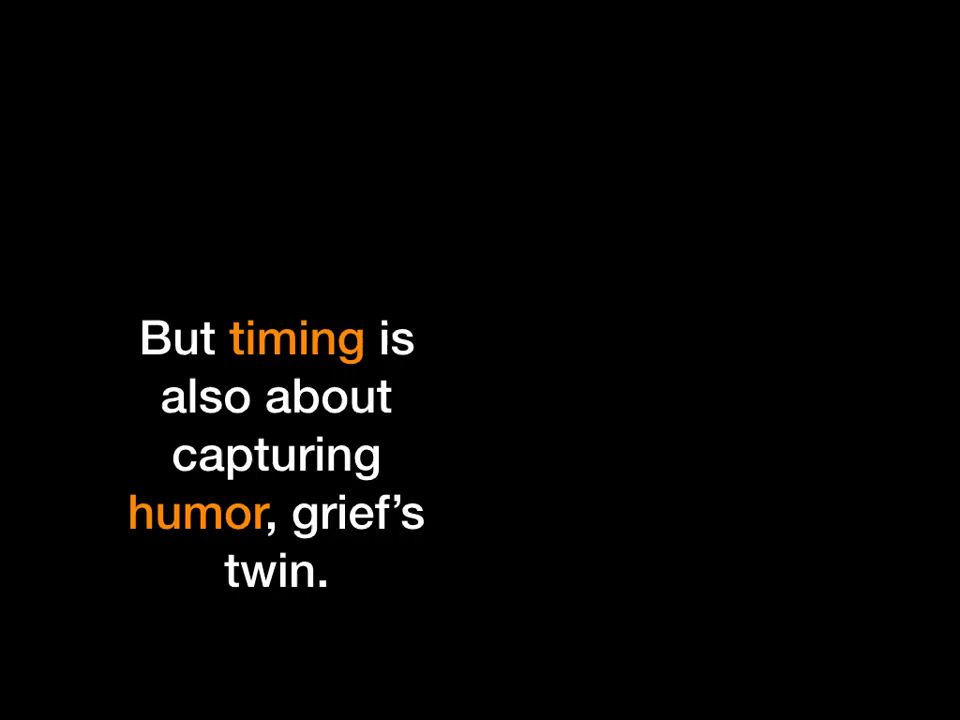 But timing is
also about
capturing
humor, grief’s
twin.